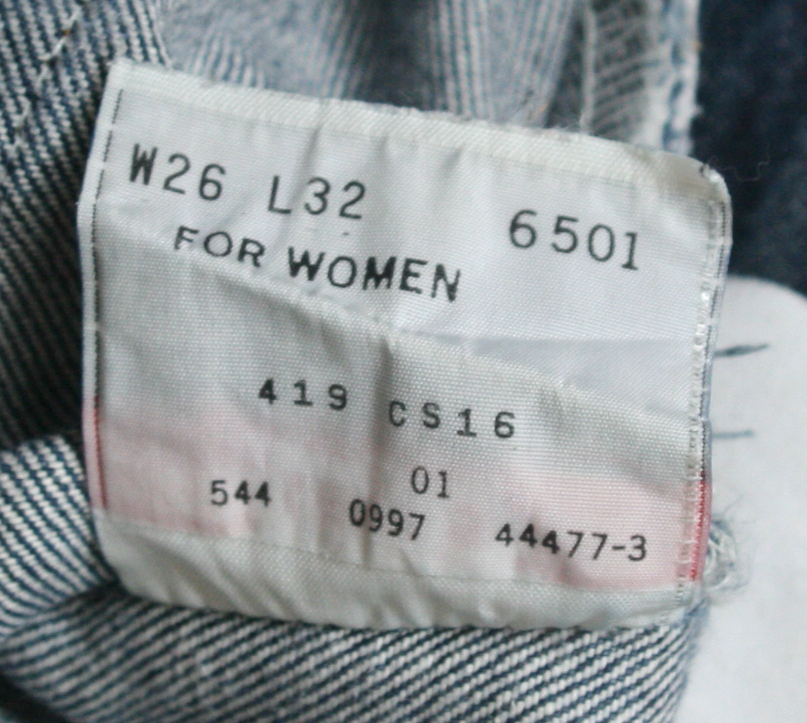 W26 L32 6501
FOR WOMEN
419 CS16
01
544 0997 44477-3